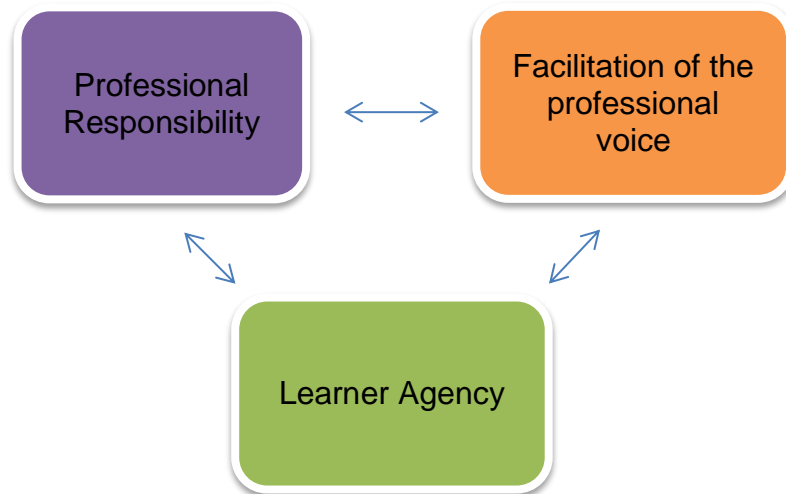 Professional
Responsibility
Facilitation of the
professional
voice
Learner Agency